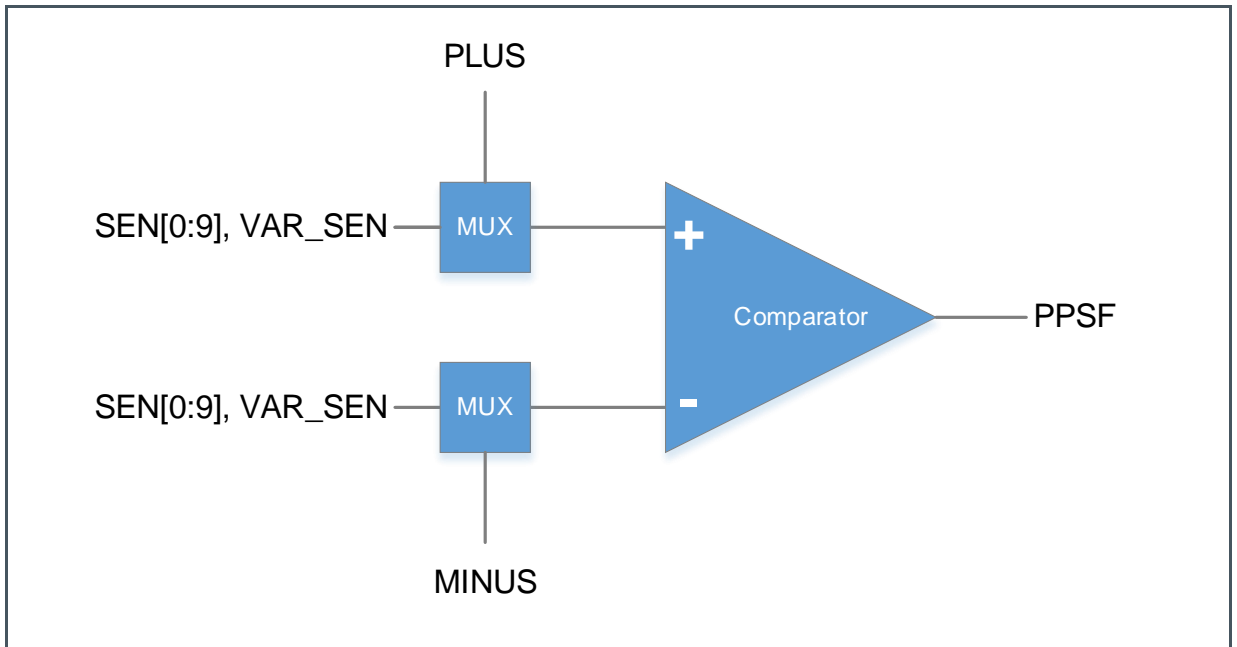 PLUS
SEN[0:9], VAR_SEN
MUX
+
Comparator
PPSF
SEN[0:9], VAR_SEN
MUX
-
MINUS